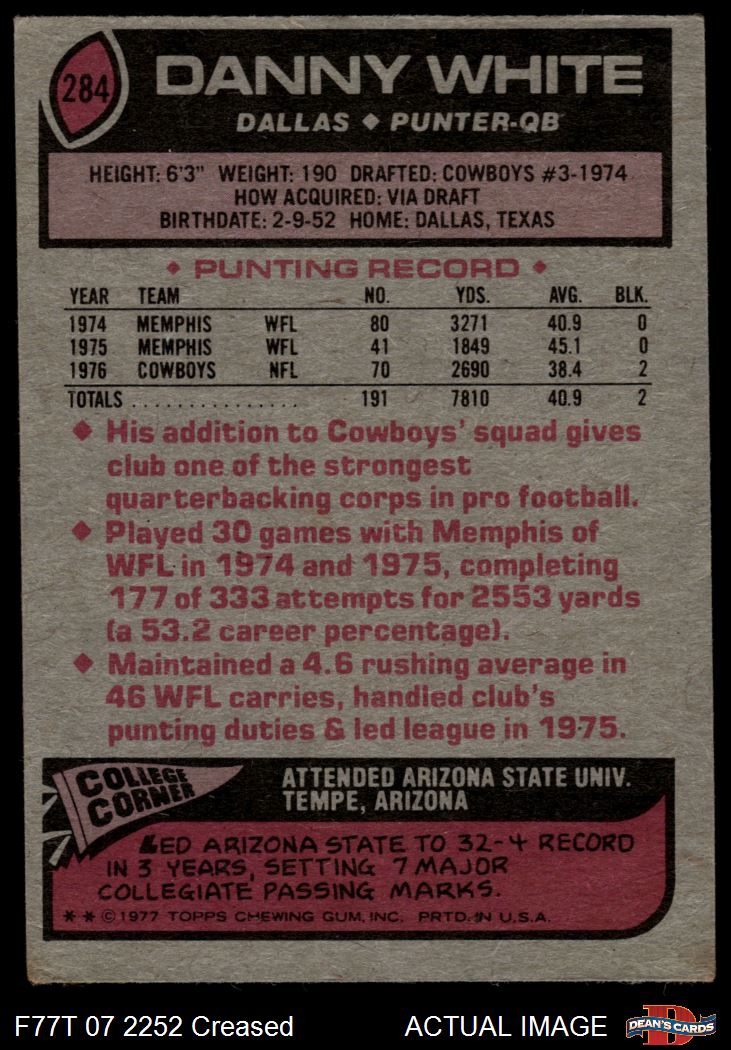 284
DANNY WHITE
DALLAS ◆ PUNTER-QB
HEIGHT: 6'3" WEIGHT: 190 DRAFTED: COWBOYS #3-1974
HOW ACQUIRED: VIA DRAFT
BIRTHDATE: 2-9-52 HOME: DALLAS, TEXAS
◆ PUNTING RECORD ◆
YEAR TEAM NO. YDS. AVG. BLK.
1974 MEMPHIS WFL 80 3271 40.9 0
1975 MEMPHIS WFL 41 1849 45.1 0
1976 COWBOYS NFL 70 2690 38.4 2
TOTALS . . . . . . . . . . . . . . . . 191 7810 40.9 2
◆ His addition to Cowboys' squad gives
club one of the strongest
quarterbacking corps in pro football.
◆ Played 30 games with Memphis of
WFL in 1974 and 1975, completing
177 of 333 attempts for 2553 yards
(a 53.2 career percentage).
◆ Maintained a 4.6 rushing average in
46 WFL carries, handled club's
punting duties & led league in 1975.
COLLEGE
CORNER
ATTENDED ARIZONA STATE UNIV.
TEMPE, ARIZONA
LED ARIZONA STATE TO 32-4 RECORD
IN 3 YEARS, SETTING 7 MAJOR
COLLEGIATE PASSING MARKS.
* * © 1977 TOPPS CHEWING GUM, INC. PRTD. IN U.S.A.
F77T 07 2252 Creased
ACTUAL IMAGE
D
DEAN'S CARDS